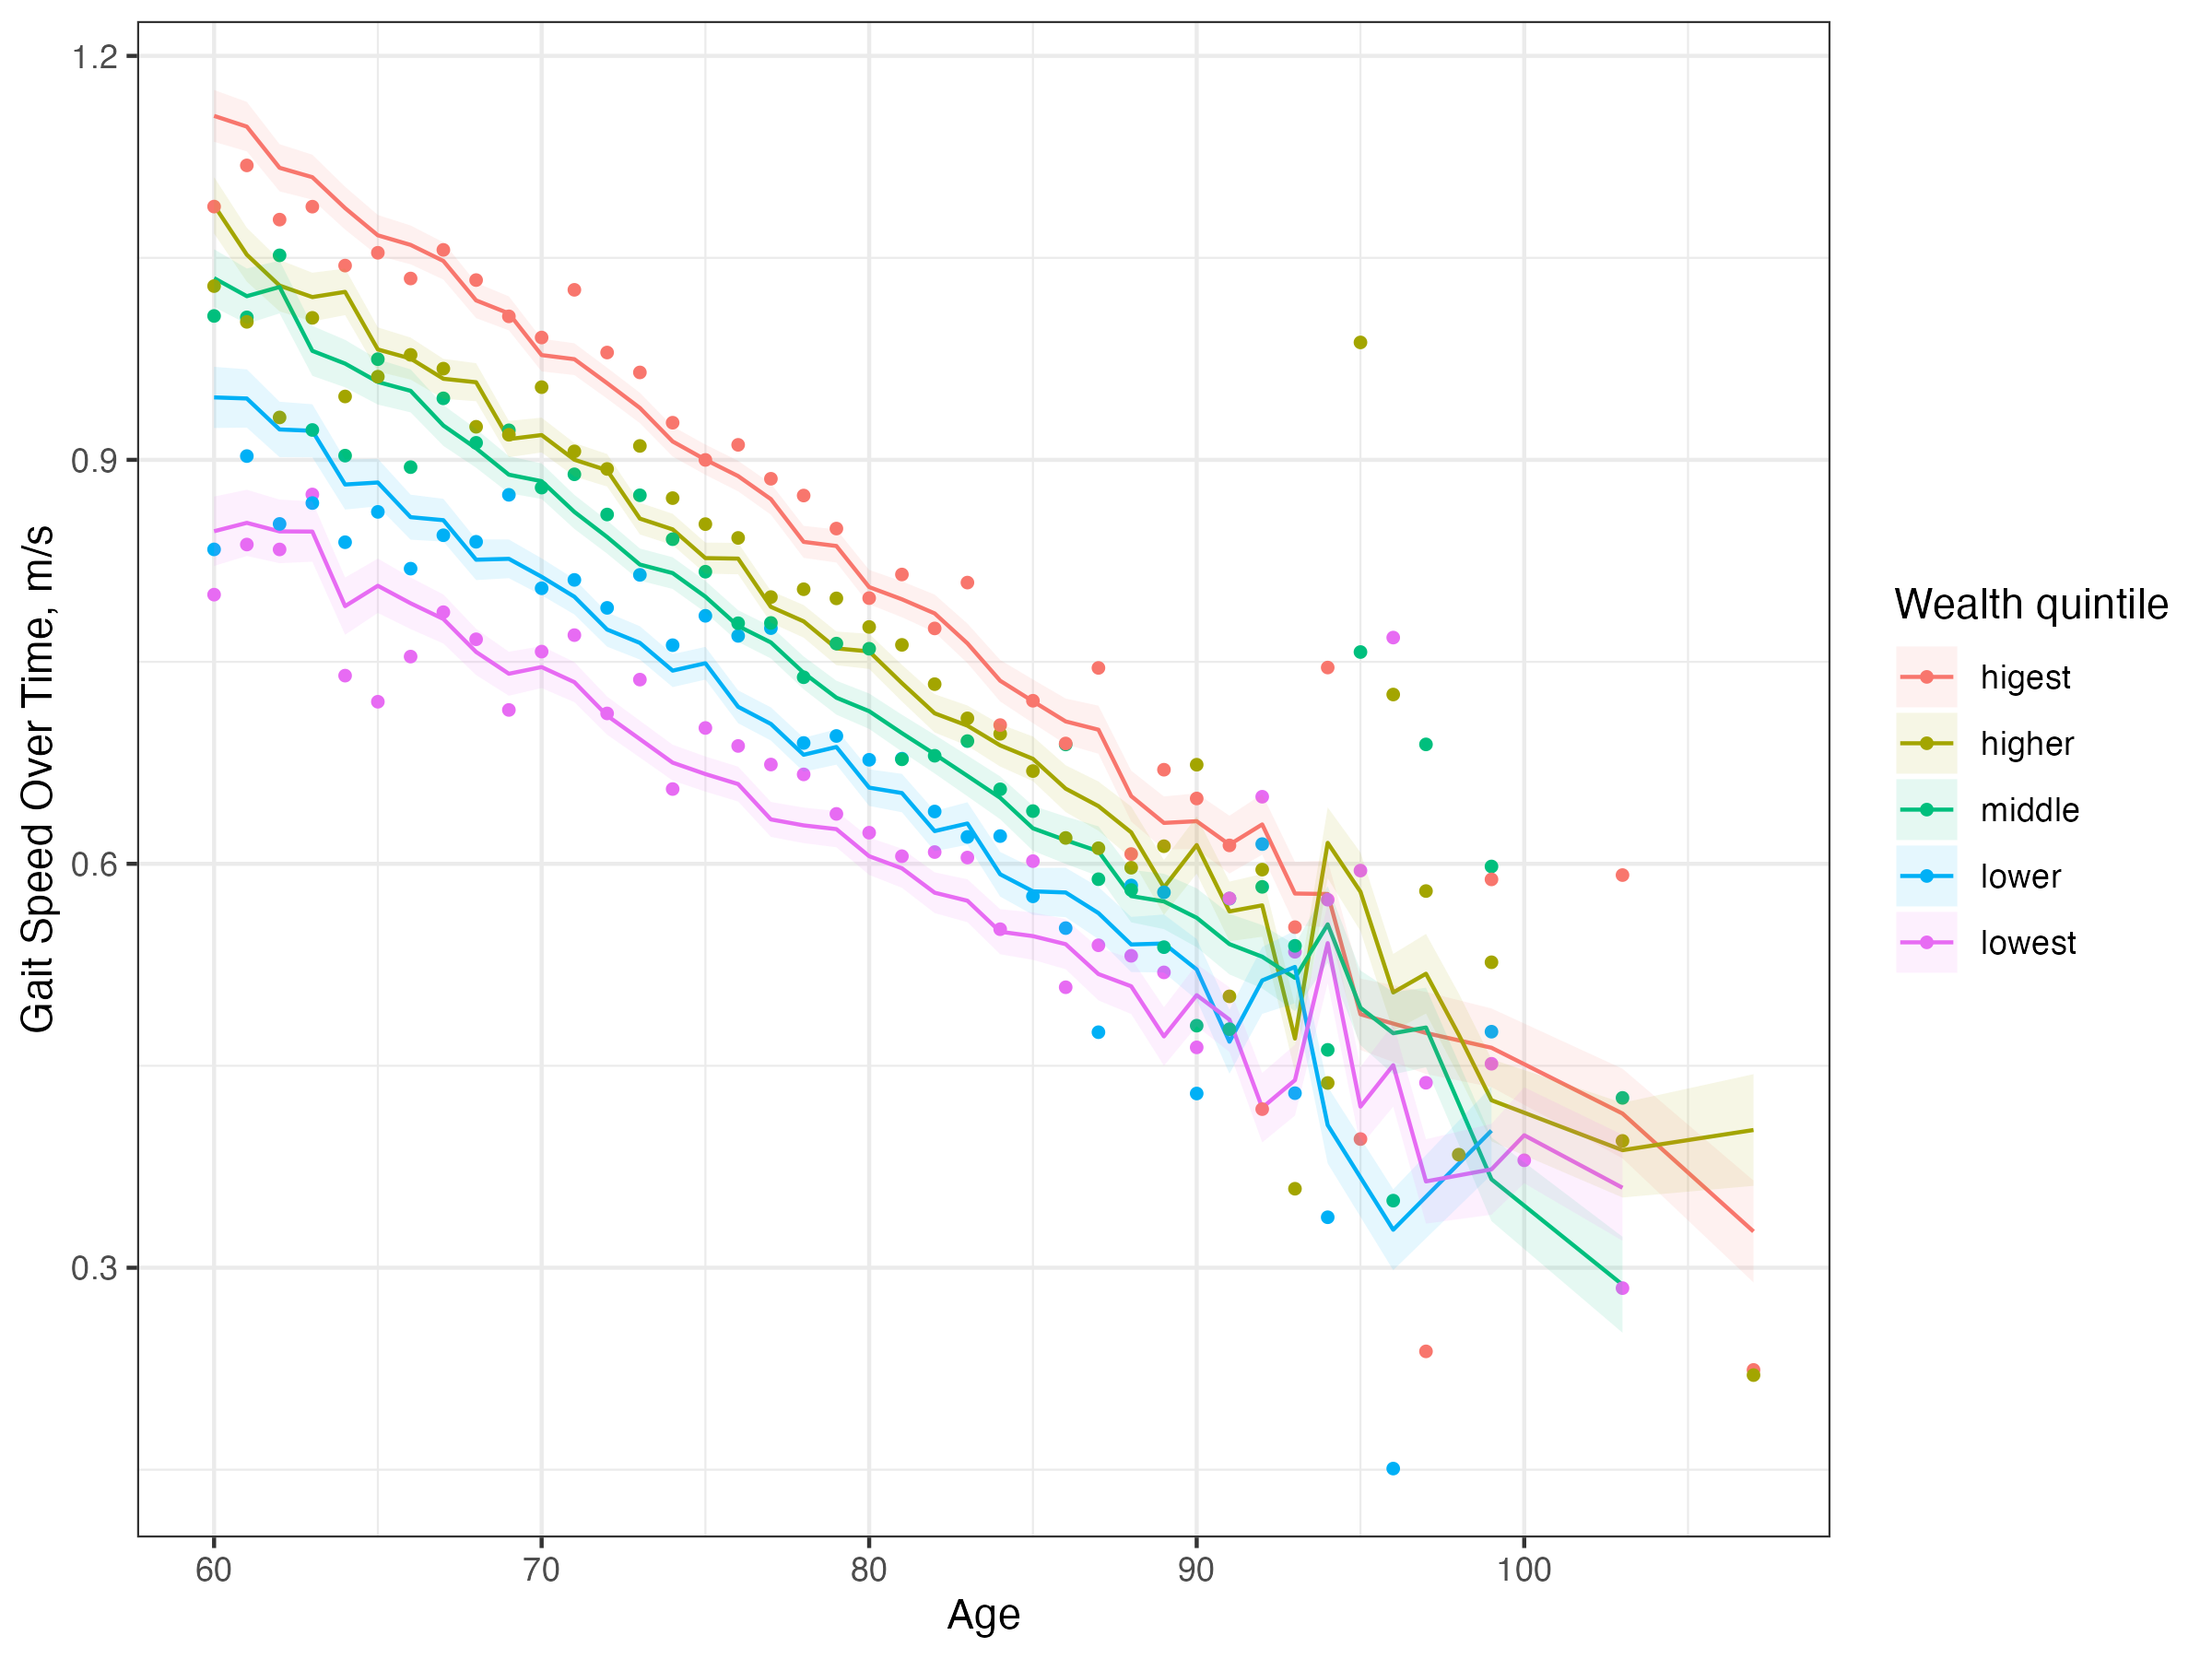 1.2
0.9
0.6
0.3
Gait Speed Over Time, m/s
60 70 80 90 100
Age
Wealth quintile
higest
higher
middle
lower
lowest